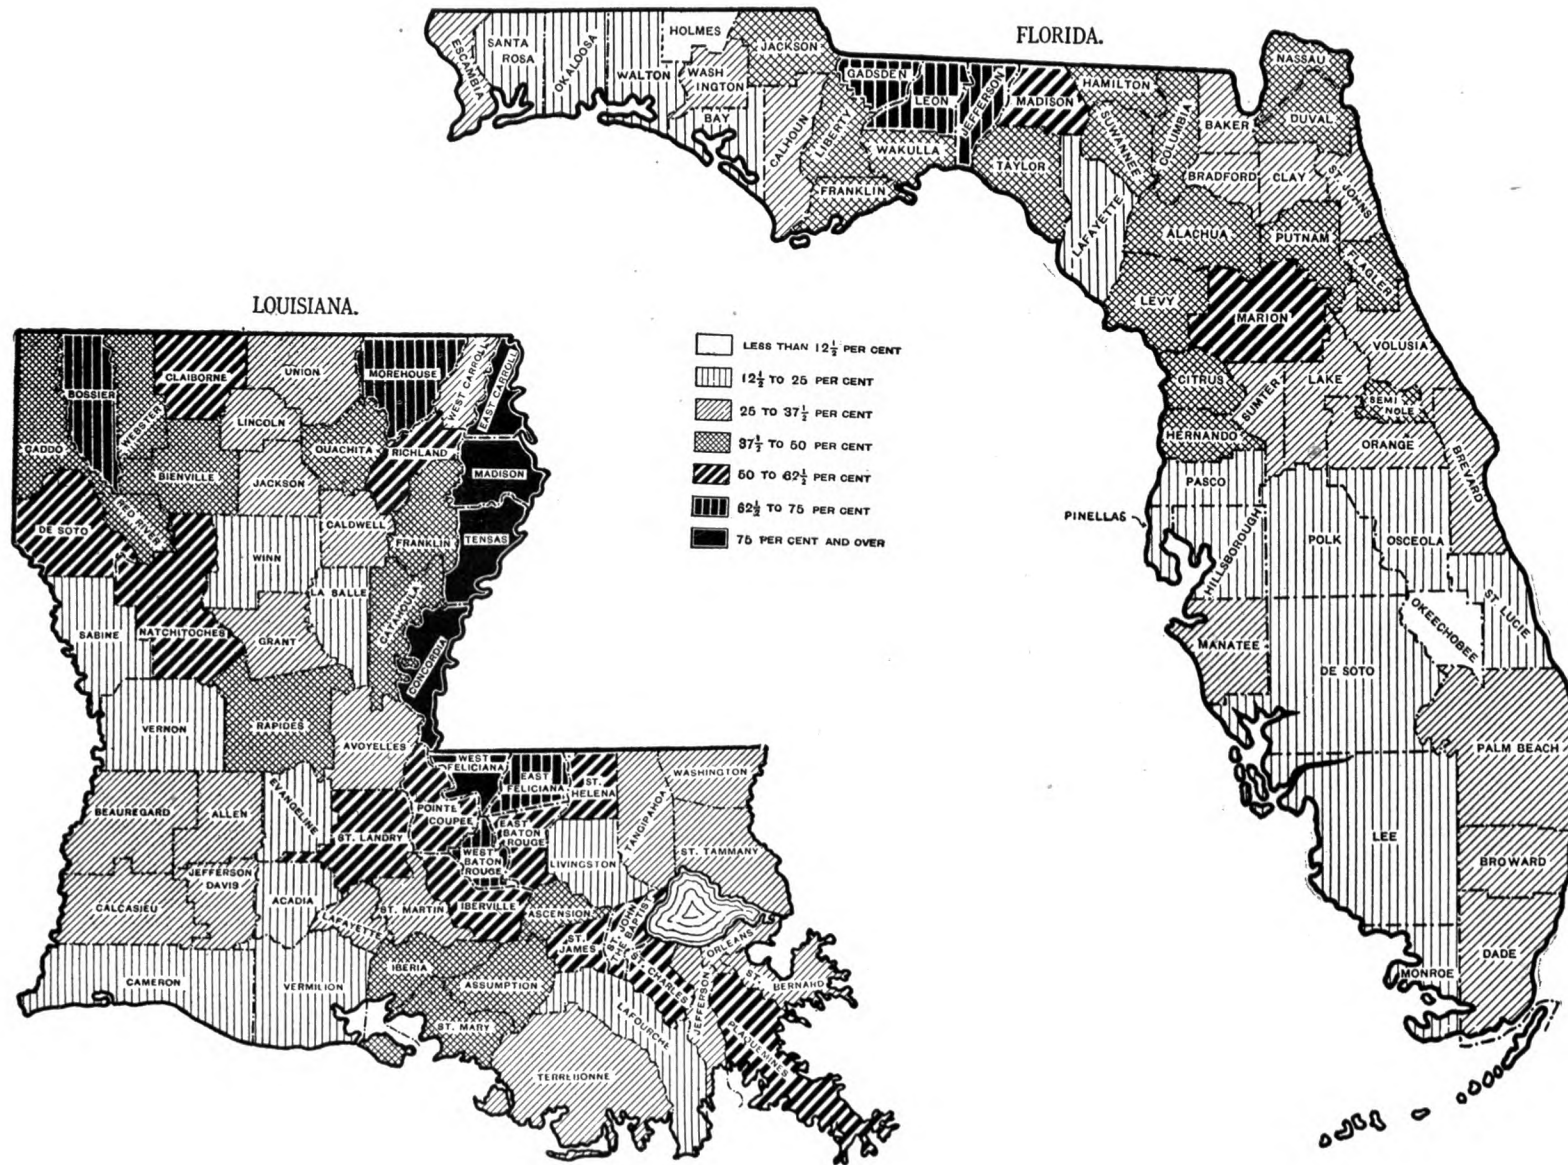 FLORIDA.
ESCAMBIA
SANTA
ROSA
OKALOOSA
WALTON
HOLMES
WASH
INGTON
BAY
JACKSON
CALHOUN
LIBERTY
GADSDEN
LEON
JEFFERSON
WAKULLA
FRANKLIN
MADISON
TAYLOR
HAMILTON
SUWANNEE
LAFAYETTE
COLUMBIA
BAKER
NASSAU
DUVAL
BRADFORD
CLAY
ST. JOHNS
ALACHUA
PUTNAM
FLAGLER
LEVY
MARION
VOLUSIA
CITRUS
SUMTER
LAKE
SEMI
NOLE
HERNANDO
ORANGE
BREVARD
PASCO
PINELLAS
HILLSBOROUGH
POLK
OSCEOLA
ST. LUCIE
OKEECHOBEE
MANATEE
DE SOTO
PALM BEACH
LEE
BROWARD
DADE
MONROE
LESS THAN 12½ PER CENT
12½ TO 25 PER CENT
25 TO 37½ PER CENT
37½ TO 50 PER CENT
50 TO 62½ PER CENT
62½ TO 75 PER CENT
75 PER CENT AND OVER
LOUISIANA.
CADDO
BOSSIER
WEBSTER
CLAIBORNE
UNION
LINCOLN
MOREHOUSE
WEST CARROLL
EAST CARROLL
OUACHITA
RICHLAND
MADISON
BIENVILLE
JACKSON
RED RIVER
DE SOTO
CALDWELL
FRANKLIN
TENSAS
WINN
LA SALLE
CATAHOULA
SABINE
NATCHITOCHES
GRANT
CONCORDIA
VERNON
RAPIDES
AVOYELLES
WEST
FELICIANA
EAST
FELICIANA
ST.
HELENA
WASHINGTON
TANGIPAHOA
BEAUREGARD
ALLEN
EVANGELINE
ST. LANDRY
POINTE
COUPEE
WEST
BATON
ROUGE
EAST
BATON
ROUGE
LIVINGSTON
ST. TAMMANY
JEFFERSON
DAVIS
CALCASIEU
ACADIA
LAFAYETTE
ST. MARTIN
IBERVILLE
ASCENSION
ST.
JAMES
ST. JOHN
THE BAPTIST
ST. CHARLES
ORLEANS
JEFFERSON
ST.
BERNARD
CAMERON
VERMILION
IBERIA
ASSUMPTION
ST. MARY
LAFOURCHE
TERREBONNE
PLAQUEMINES